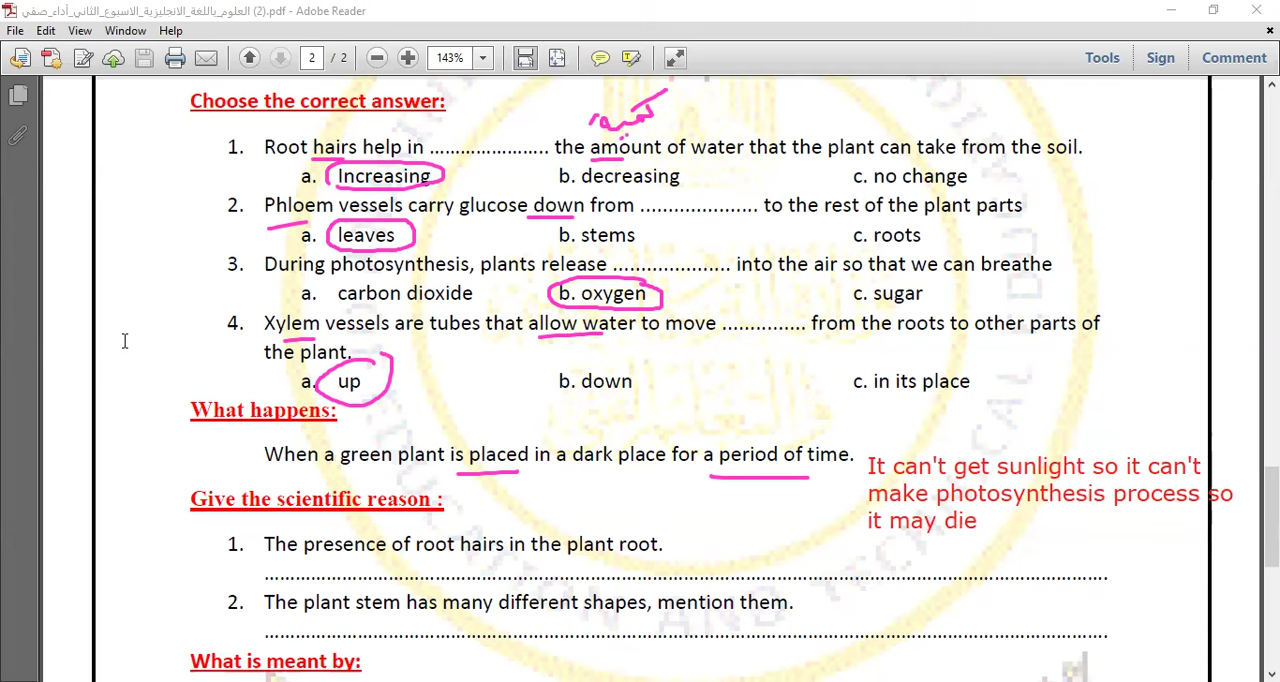 العلوم_باللغة_الانجليزية_الاسبوع_الثاني_أداء_صفي (2).pdf - Adobe Reader
File Edit View Window Help
2 / 2 143% Tools Sign Comment
Choose the correct answer:
كمية
1. Root hairs help in ...................... the amount of water that the plant can take from the soil.
a. Increasing b. decreasing c. no change
2. Phloem vessels carry glucose down from ..................... to the rest of the plant parts
a. leaves b. stems c. roots
3. During photosynthesis, plants release ..................... into the air so that we can breathe
a. carbon dioxide b. oxygen c. sugar
4. Xylem vessels are tubes that allow water to move ............... from the roots to other parts of
the plant.
a. up b. down c. in its place
What happens:
When a green plant is placed in a dark place for a period of time.
It can't get sunlight so it can't
make photosynthesis process so
it may die
Give the scientific reason :
1. The presence of root hairs in the plant root.
2. The plant stem has many different shapes, mention them.
What is meant by: